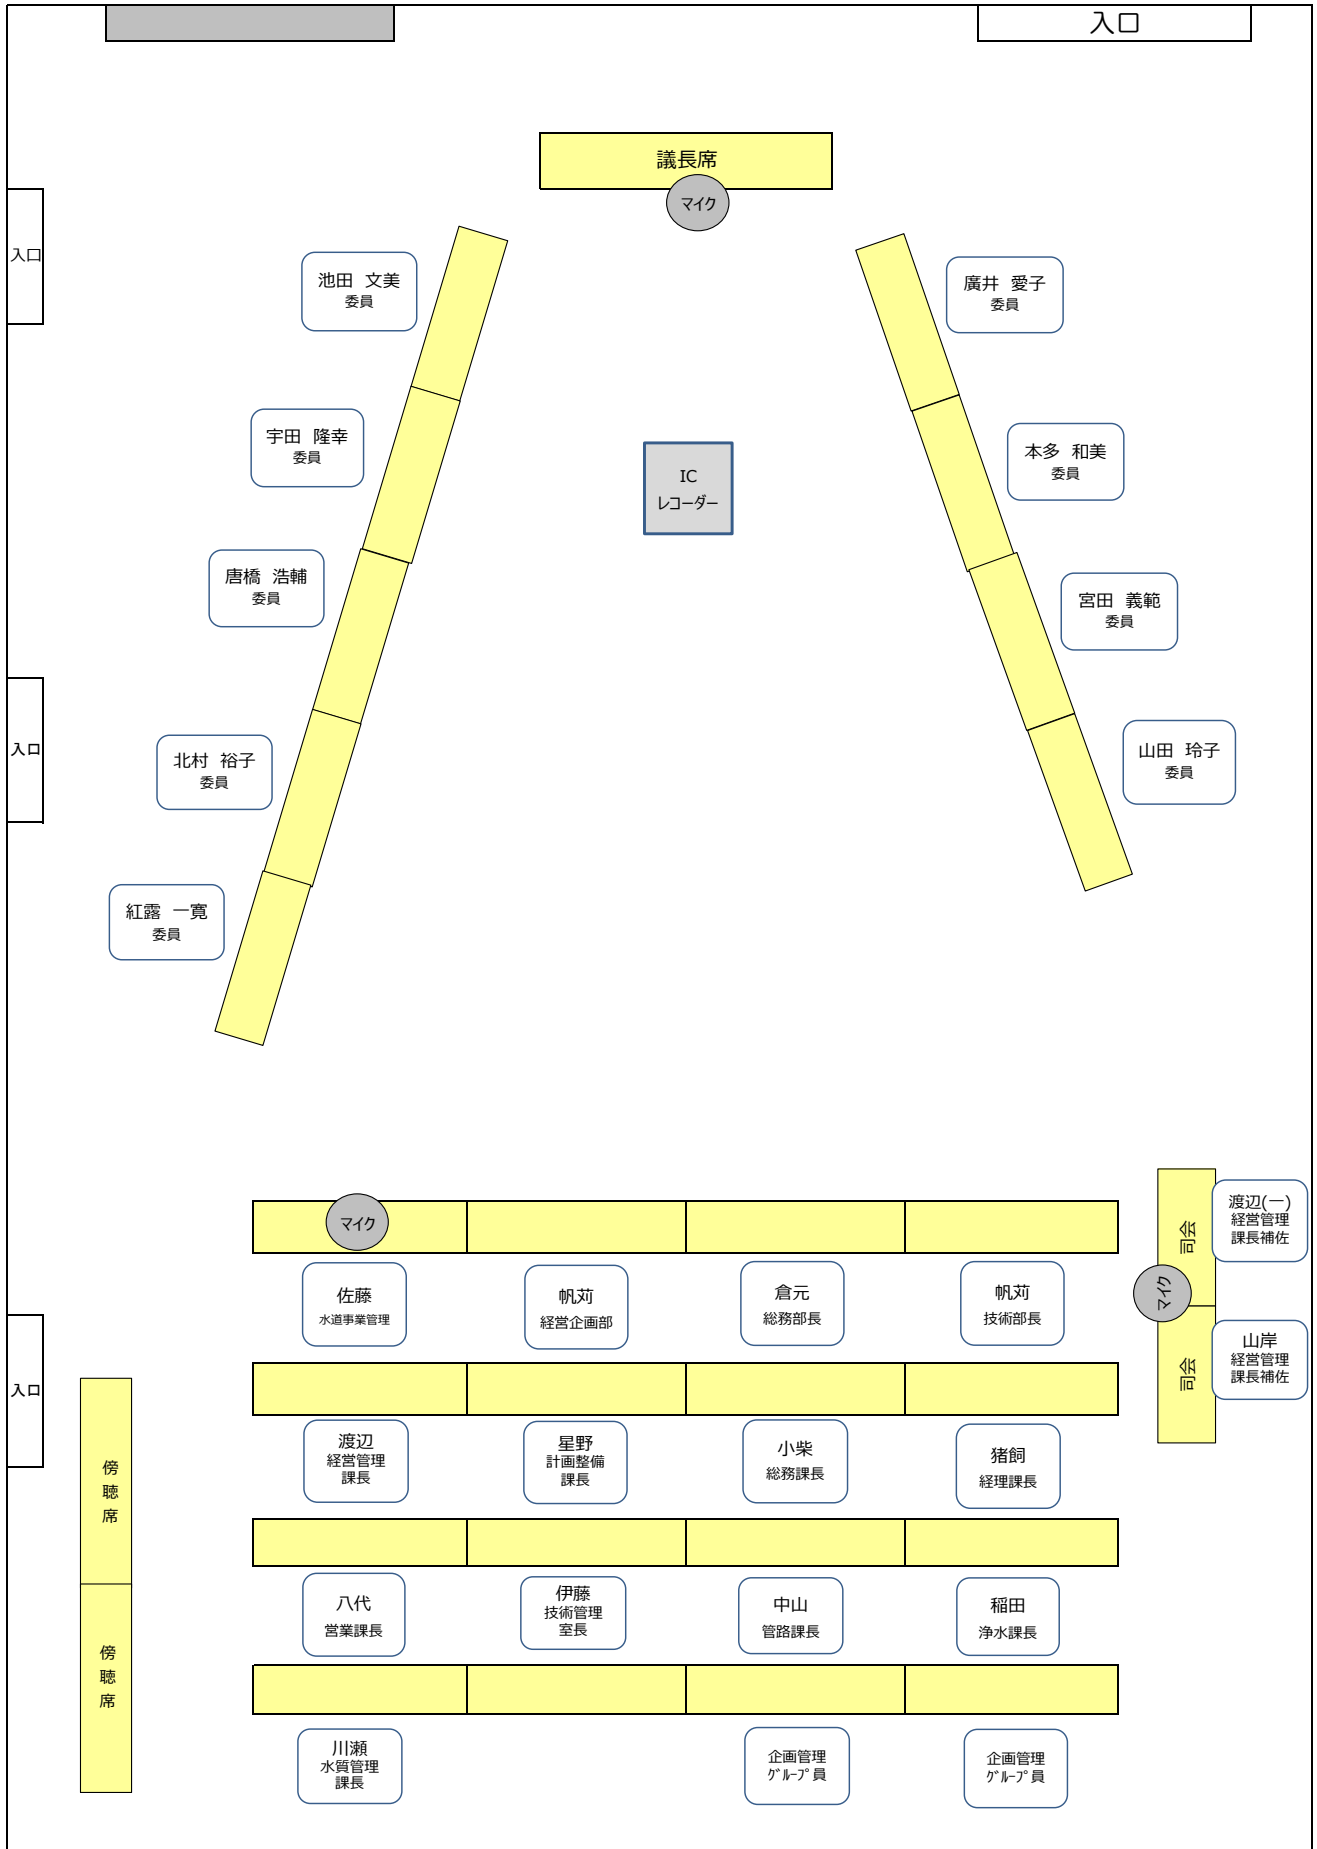 入口
議長席
マイク
入口
池田 文美
委員
廣井 愛子
委員
宇田 隆幸
委員
本多 和美
委員
IC
レコーダー
唐橋 浩輔
委員
宮田 義範
委員
入口
北村 裕子
委員
山田 玲子
委員
紅露 一寛
委員
マイク
司会
渡辺(一)
経営管理
課長補佐
マイク
司会
山岸
経営管理
課長補佐
佐藤
水道事業管理
帆苅
経営企画部
倉元
総務部長
帆苅
技術部長
入口
渡辺
経営管理
課長
星野
計画整備
課長
小柴
総務課長
猪飼
経理課長
傍聴席
八代
営業課長
伊藤
技術管理
室長
中山
管路課長
稲田
浄水課長
傍聴席
川瀬
水質管理
課長
企画管理
グループ員
企画管理
グループ員